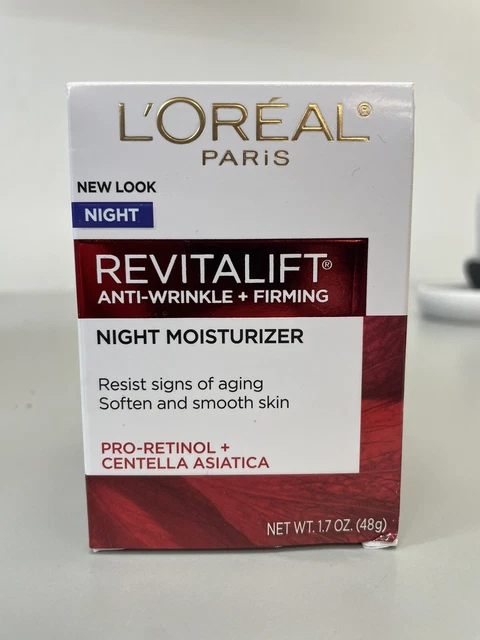 L'ORÉAL®
PARiS
NEW LOOK
NIGHT
REVITALIFT®
ANTI-WRINKLE + FIRMING
NIGHT MOISTURIZER
Resist signs of aging
Soften and smooth skin
PRO-RETINOL +
CENTELLA ASIATICA
NET WT. 1.7 OZ. (48g)